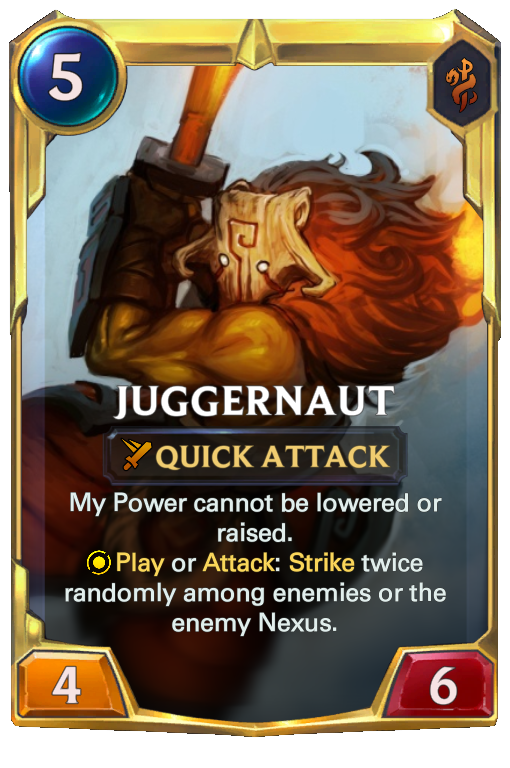 5
JUGGERNAUT
QUICK ATTACK
My Power cannot be lowered or
raised.
Play or Attack: Strike twice
randomly among enemies or the
enemy Nexus.
4
6